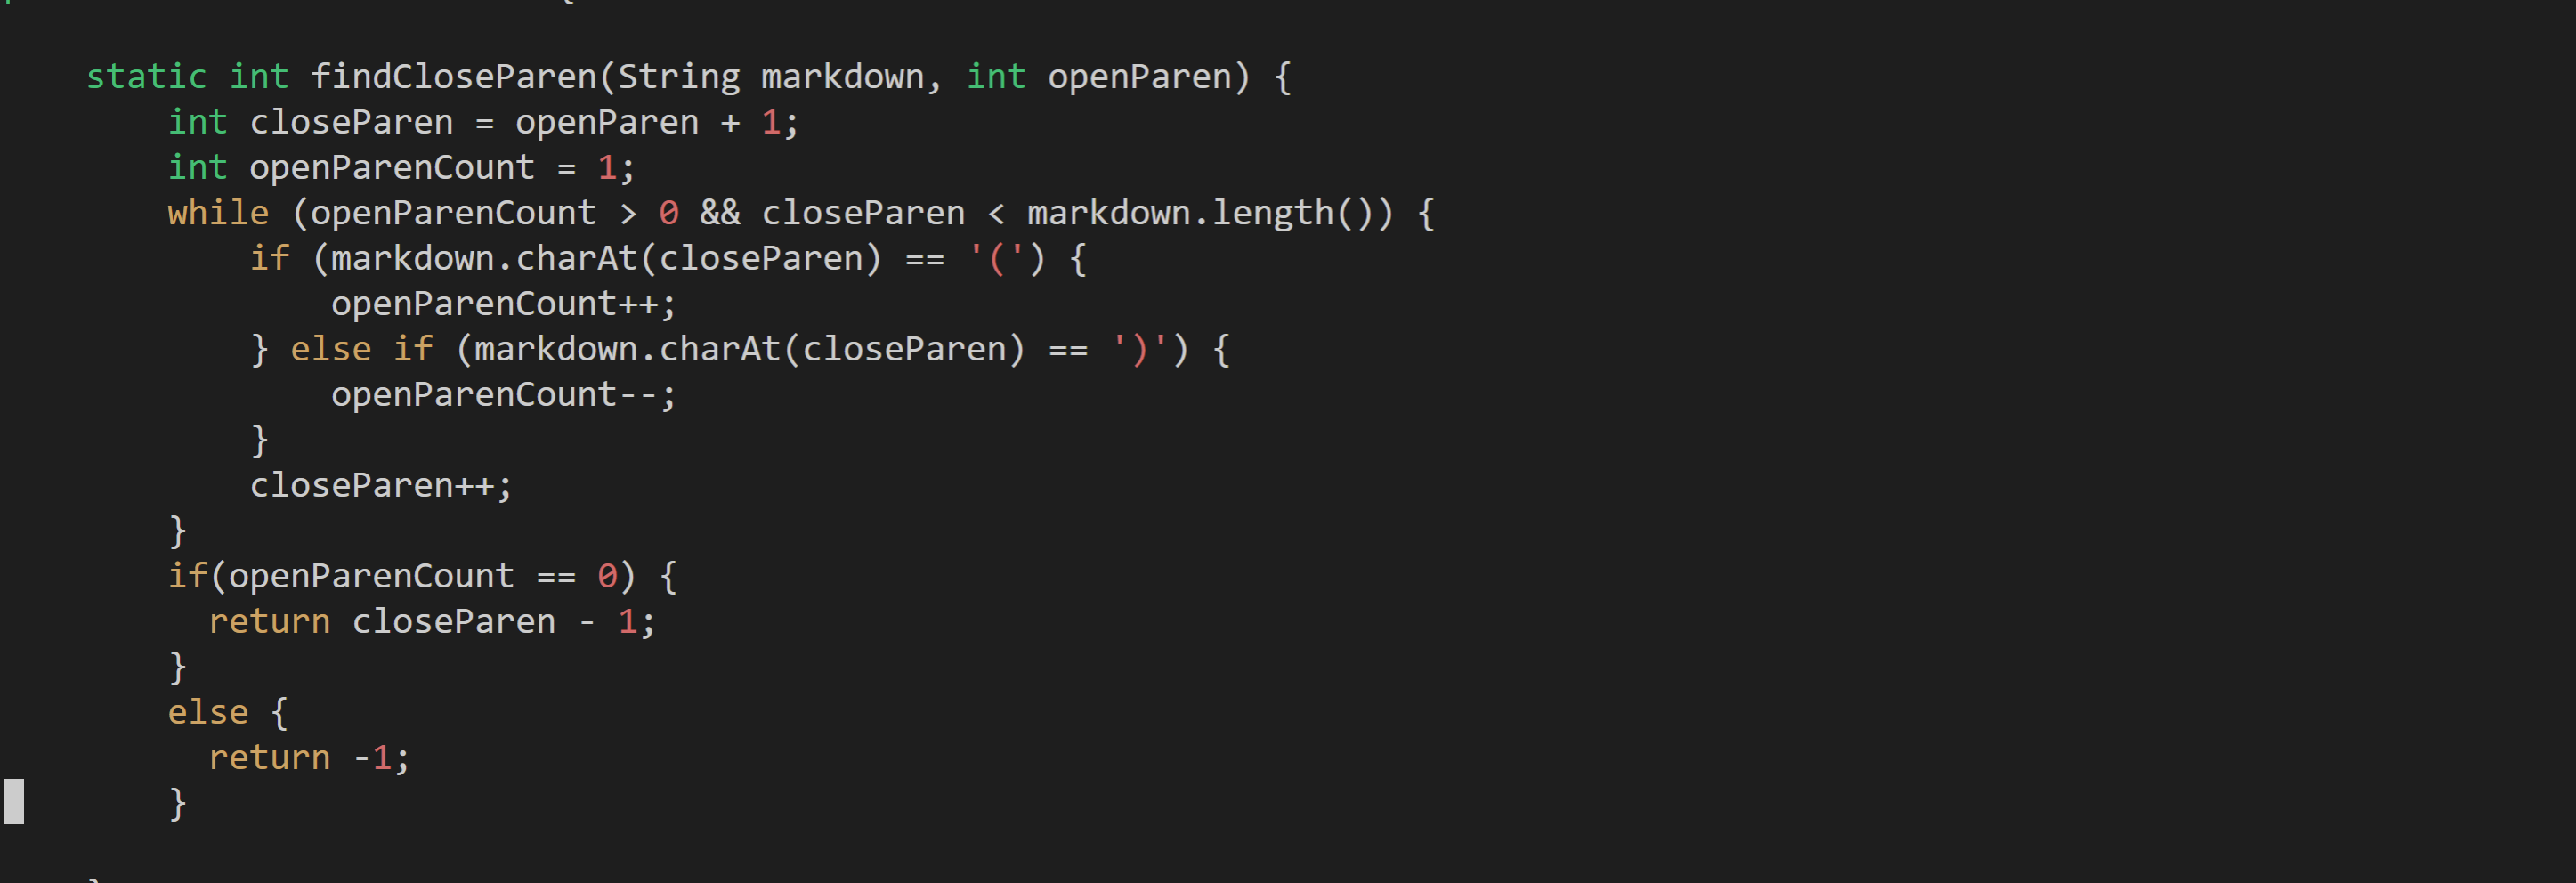 static int findCloseParen(String markdown, int openParen) {
int closeParen = openParen + 1;
int openParenCount = 1;
while (openParenCount > 0 && closeParen < markdown.length()) {
if (markdown.charAt(closeParen) == '(') {
openParenCount++;
} else if (markdown.charAt(closeParen) == ')') {
openParenCount--;
}
closeParen++;
}
if(openParenCount == 0) {
return closeParen - 1;
}
else {
return -1;
}